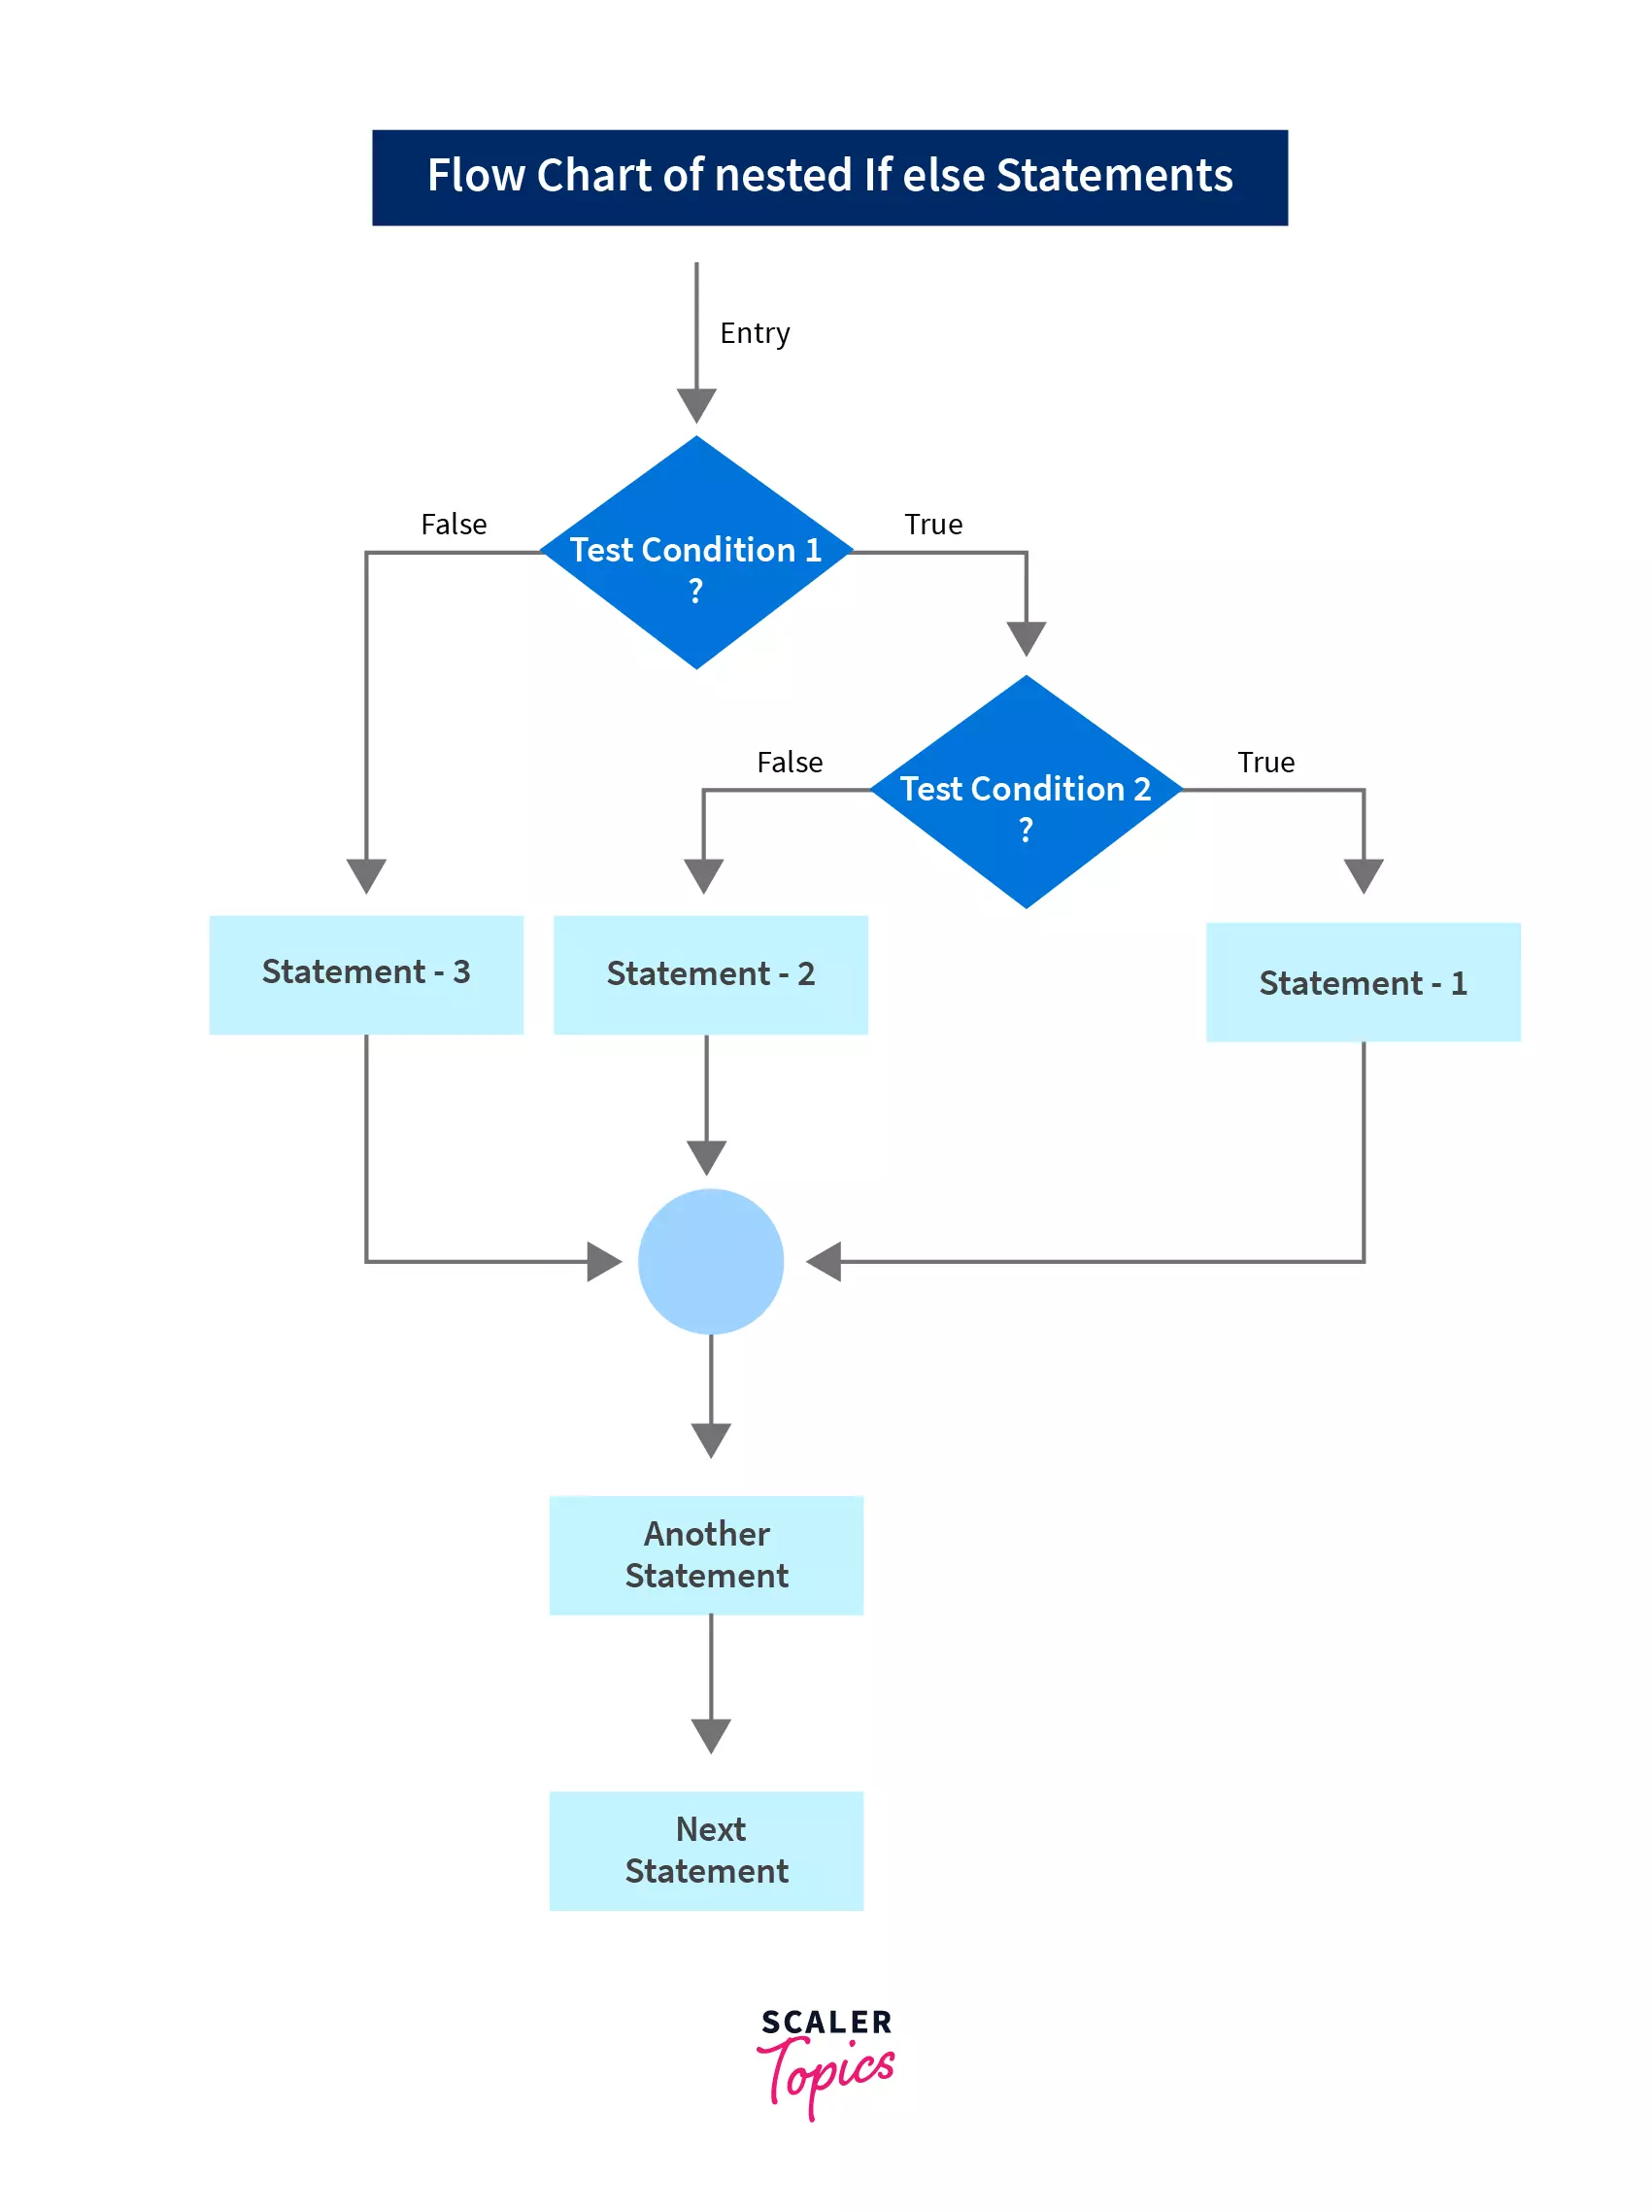 Flow Chart of nested If else Statements
Entry
False
True
Test Condition 1
?
False
True
Test Condition 2
?
Statement - 3
Statement - 2
Statement - 1
Another
Statement
Next
Statement
SCALER
Topics